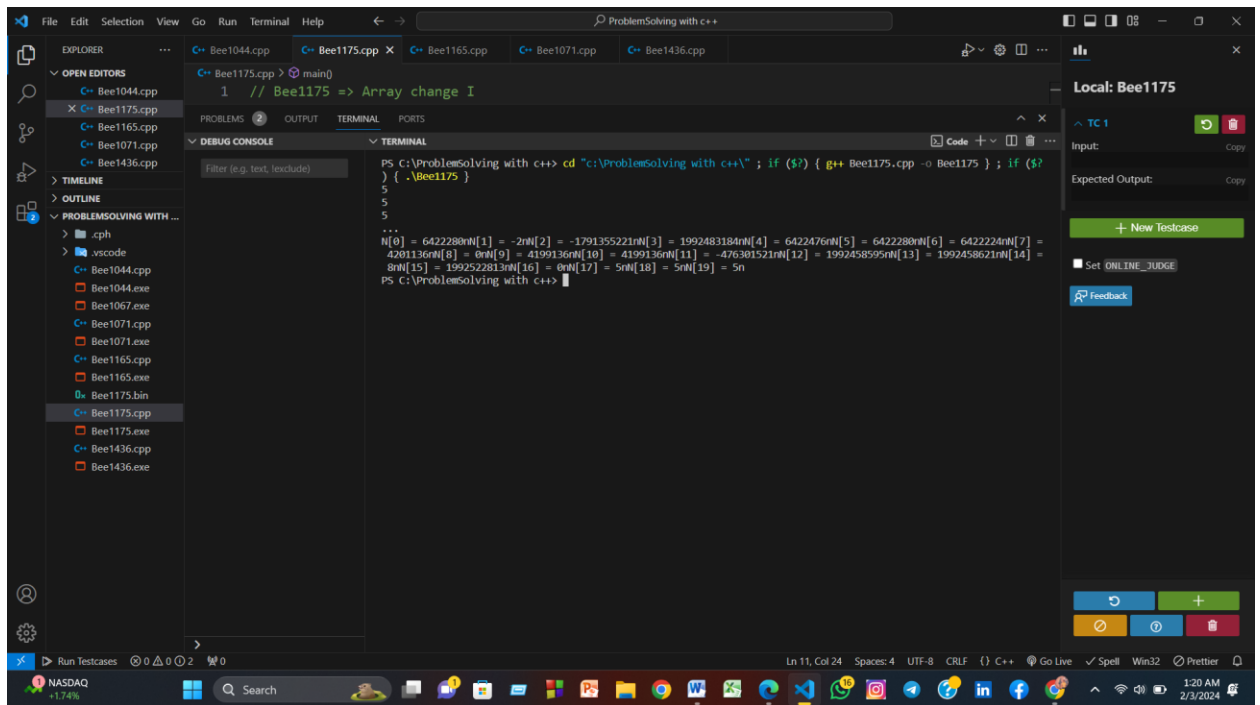 File Edit Selection View Go Run Terminal Help
ProblemSolving with c++
EXPLORER
Bee1044.cpp
Bee1175.cpp
Bee1165.cpp
Bee1071.cpp
Bee1436.cpp
OPEN EDITORS
Bee1044.cpp
Bee1175.cpp
Bee1165.cpp
Bee1071.cpp
Bee1436.cpp
TIMELINE
OUTLINE
PROBLEMSOLVING WITH ...
.cph
.vscode
Bee1044.cpp
Bee1044.exe
Bee1067.exe
Bee1071.cpp
Bee1071.exe
Bee1165.cpp
Bee1165.exe
Bee1175.bin
Bee1175.cpp
Bee1175.exe
Bee1436.cpp
Bee1436.exe
Bee1175.cpp > main()
1 // Bee1175 => Array change I
PROBLEMS 2 OUTPUT TERMINAL PORTS
DEBUG CONSOLE
Filter (e.g. text, !exclude)
TERMINAL
Code
PS C:\ProblemSolving with c++> cd "c:\ProblemSolving with c++\" ; if ($?) { g++ Bee1175.cpp -o Bee1175 } ; if ($?
) { .\Bee1175 }
5
5
5
...
N[0] = 6422280nN[1] = -2nN[2] = -1791355221nN[3] = 1992483184nN[4] = 6422476nN[5] = 6422280nN[6] = 6422224nN[7] =
4201136nN[8] = 0nN[9] = 4199136nN[10] = 4199136nN[11] = -476301521nN[12] = 1992458595nN[13] = 1992458621nN[14] =
8nN[15] = 1992522813nN[16] = 0nN[17] = 5nN[18] = 5nN[19] = 5n
PS C:\ProblemSolving with c++>
Local: Bee1175
TC 1
Input:
Copy
Expected Output:
Copy
+ New Testcase
Set ONLINE_JUDGE
Feedback
2
Run Testcases 0 0 2 0
Ln 11, Col 24 Spaces: 4 UTF-8 CRLF {} C++ Go Live Spell Win32 Prettier
1
NASDAQ
+1.74%
Search
1
16
1:20 AM
2/3/2024